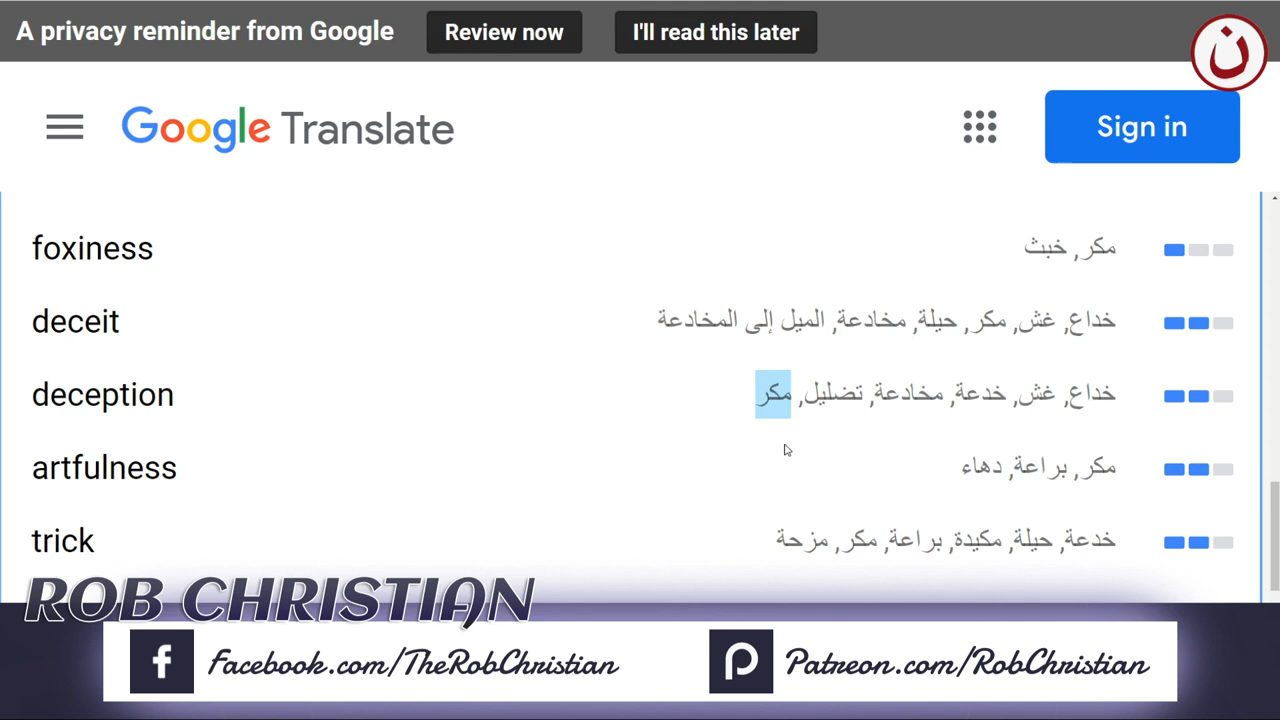 A privacy reminder from Google Review now I'll read this later
ن
Google Translate Sign in
foxiness مكر, خبث
deceit خداع, غش, مكر, حيلة, مخادعة, الميل إلى المخادعة
deception خداع, غش, خدعة, مخادعة, تضليل, مكر
artfulness مكر, براعة, دهاء
trick خدعة, حيلة, مكيدة, براعة, مكر, مزحة
ROB CHRISTIAN
Facebook.com/TheRobChristian Patreon.com/RobChristian